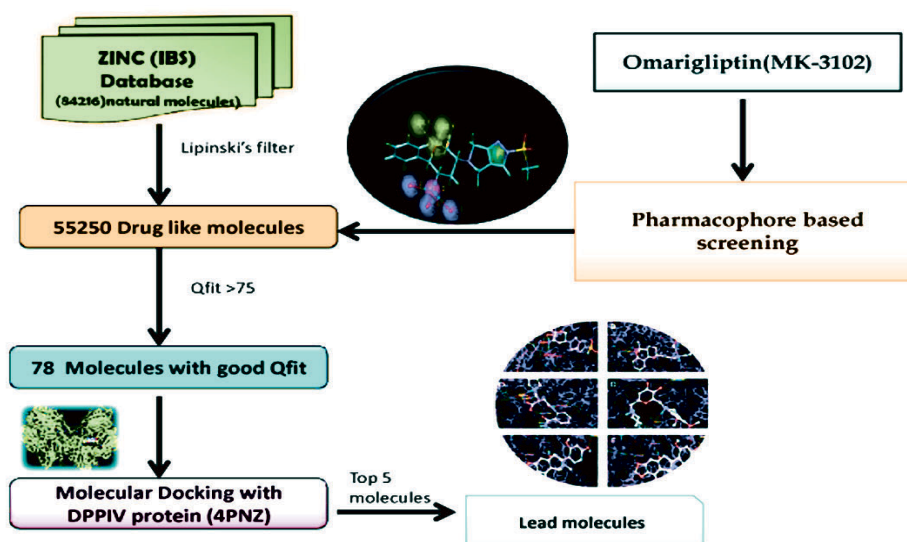 ZINC (IBS)
Database
(84216)natural molecules)
Omarigliptin(MK-3102)
Lipinski's filter
55250 Drug like molecules
Pharmacophore based
screening
Qfit >75
78 Molecules with good Qfit
Molecular Docking with
DPPIV protein (4PNZ)
Top 5
molecules
Lead molecules